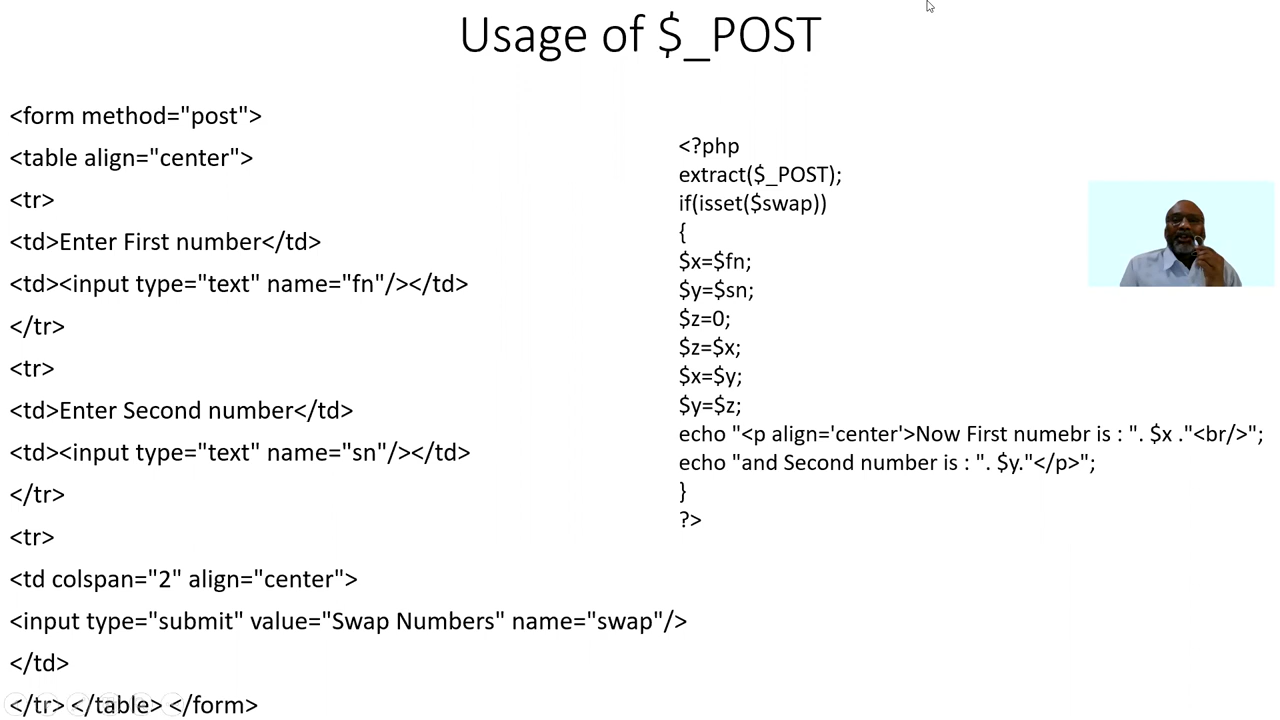 Usage of $_POST
<form method="post">
<table align="center">
<tr>
<td>Enter First number</td>
<td><input type="text" name="fn"/></td>
</tr>
<tr>
<td>Enter Second number</td>
<td><input type="text" name="sn"/></td>
</tr>
<tr>
<td colspan="2" align="center">
<input type="submit" value="Swap Numbers" name="swap"/>
</td>
</tr> </table> </form>
<?php
extract($_POST);
if(isset($swap))
{
$x=$fn;
$y=$sn;
$z=0;
$z=$x;
$x=$y;
$y=$z;
echo "<p align='center'>Now First numebr is : ". $x ."<br/>";
echo "and Second number is : ". $y."</p>";
}
?>